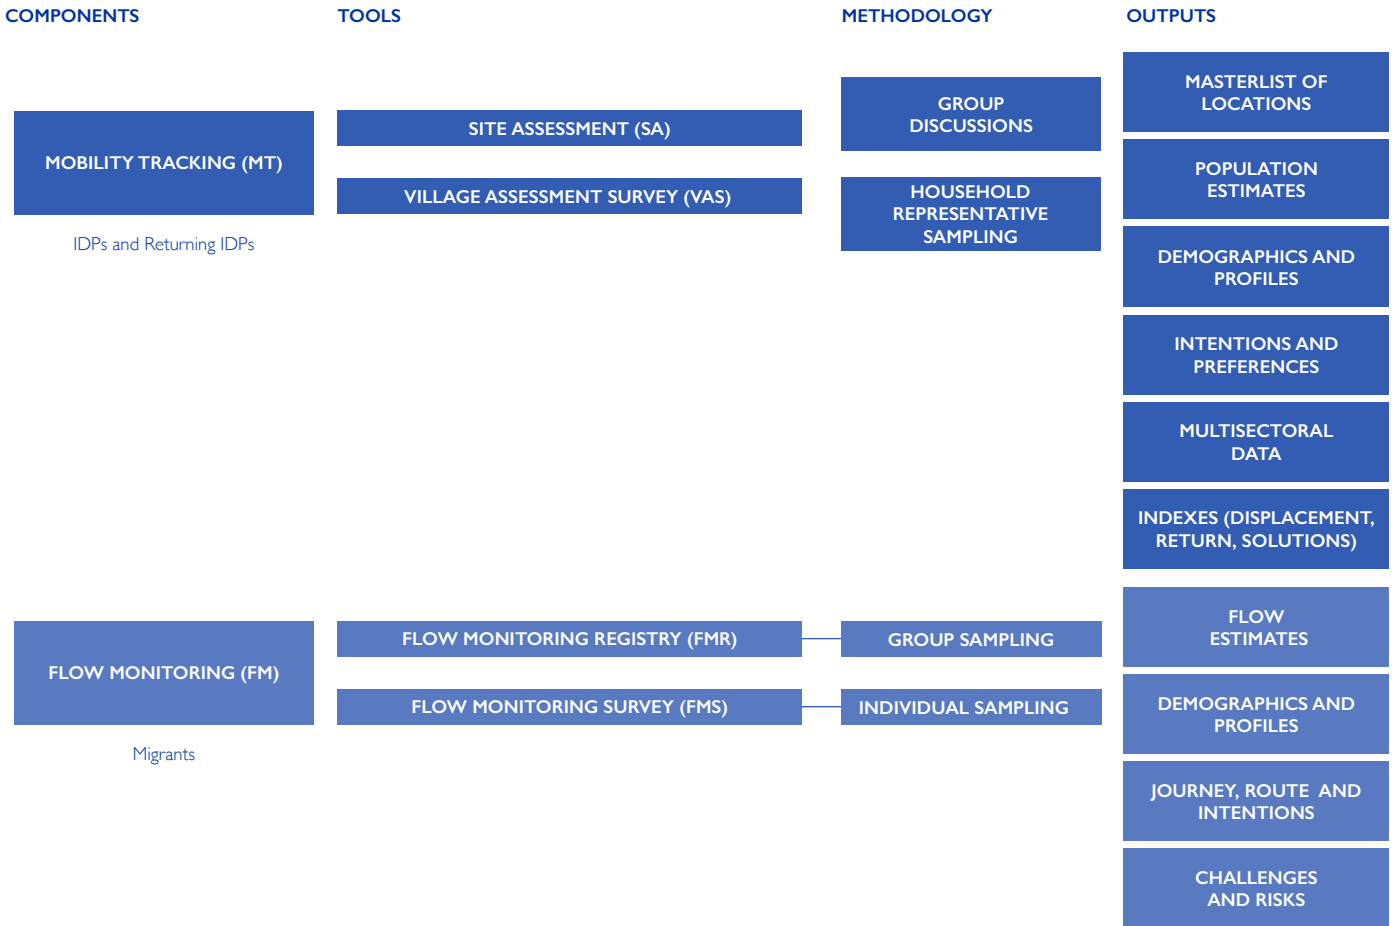 COMPONENTS
TOOLS
METHODOLOGY
OUTPUTS
MOBILITY TRACKING (MT)
IDPs and Returning IDPs
SITE ASSESSMENT (SA)
VILLAGE ASSESSMENT SURVEY (VAS)
GROUP
DISCUSSIONS
HOUSEHOLD
REPRESENTATIVE
SAMPLING
MASTERLIST OF
LOCATIONS
POPULATION
ESTIMATES
DEMOGRAPHICS AND
PROFILES
INTENTIONS AND
PREFERENCES
MULTISECTORAL
DATA
INDEXES (DISPLACEMENT,
RETURN, SOLUTIONS)
FLOW MONITORING (FM)
Migrants
FLOW MONITORING REGISTRY (FMR)
FLOW MONITORING SURVEY (FMS)
GROUP SAMPLING
INDIVIDUAL SAMPLING
FLOW
ESTIMATES
DEMOGRAPHICS AND
PROFILES
JOURNEY, ROUTE AND
INTENTIONS
CHALLENGES
AND RISKS